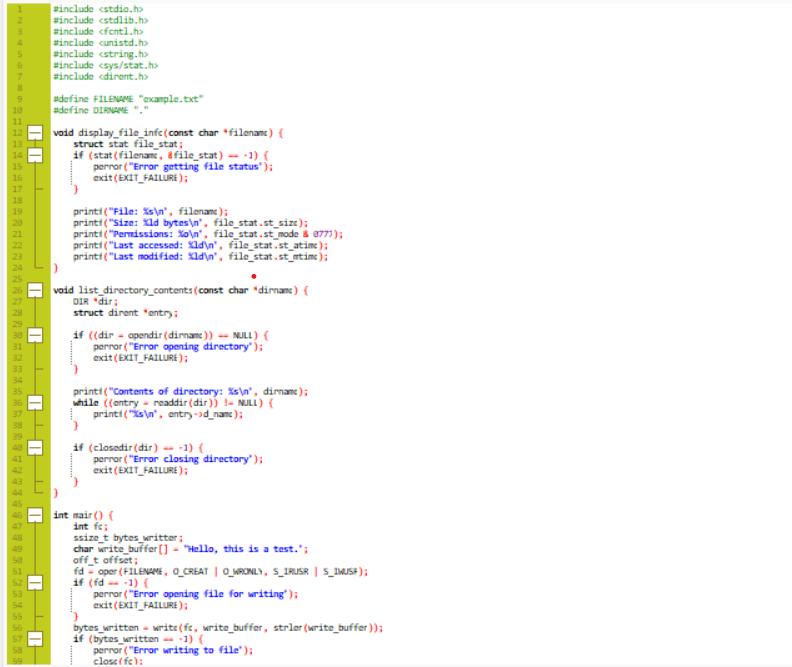 1 #include <stdio.h>
2 #include <stdlib.h>
3 #include <fcntl.h>
4 #include <unistd.h>
5 #include <string.h>
6 #include <sys/stat.h>
7 #include <dirent.h>
8
9 #define FILENAME "example.txt"
10 #define DIRNAME "."
11
12 void display_file_info(const char *filename) {
13 struct stat file_stat;
14 if (stat(filename, &file_stat) == -1) {
15 perror("Error getting file status");
16 exit(EXIT_FAILURE);
17 }
18
19 printf("File: %s\n", filename);
20 printf("Size: %ld bytes\n", file_stat.st_size);
21 printf("Permissions: %o\n", file_stat.st_mode & 0777);
22 printf("Last accessed: %ld\n", file_stat.st_atime);
23 printf("Last modified: %ld\n", file_stat.st_mtime);
24 }
25
26 void list_directory_contents(const char *dirname) {
27 DIR *dir;
28 struct dirent *entry;
29
30 if ((dir = opendir(dirname)) == NULL) {
31 perror("Error opening directory");
32 exit(EXIT_FAILURE);
33 }
34
35 printf("Contents of directory: %s\n", dirname);
36 while ((entry = readdir(dir)) != NULL) {
37 printf("%s\n", entry->d_name);
38 }
39
40 if (closedir(dir) == -1) {
41 perror("Error closing directory");
42 exit(EXIT_FAILURE);
43 }
44 }
45
46 int main() {
47 int fd;
48 ssize_t bytes_written;
49 char write_buffer[] = "Hello, this is a test.";
50 off_t offset;
51 fd = open(FILENAME, O_CREAT | O_WRONLY, S_IRUSR | S_IWUSR);
52 if (fd == -1) {
53 perror("Error opening file for writing");
54 exit(EXIT_FAILURE);
55 }
56 bytes_written = write(fd, write_buffer, strlen(write_buffer));
57 if (bytes_written == -1) {
58 perror("Error writing to file");
59 close(fd);